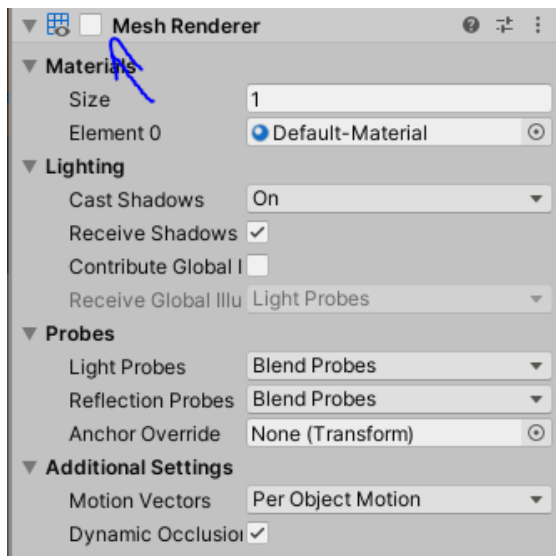 Mesh Renderer
Materials
Size 1
Element 0 Default-Material
Lighting
Cast Shadows On
Receive Shadows
Contribute Global I
Receive Global Illu Light Probes
Probes
Light Probes Blend Probes
Reflection Probes Blend Probes
Anchor Override None (Transform)
Additional Settings
Motion Vectors Per Object Motion
Dynamic Occlusion